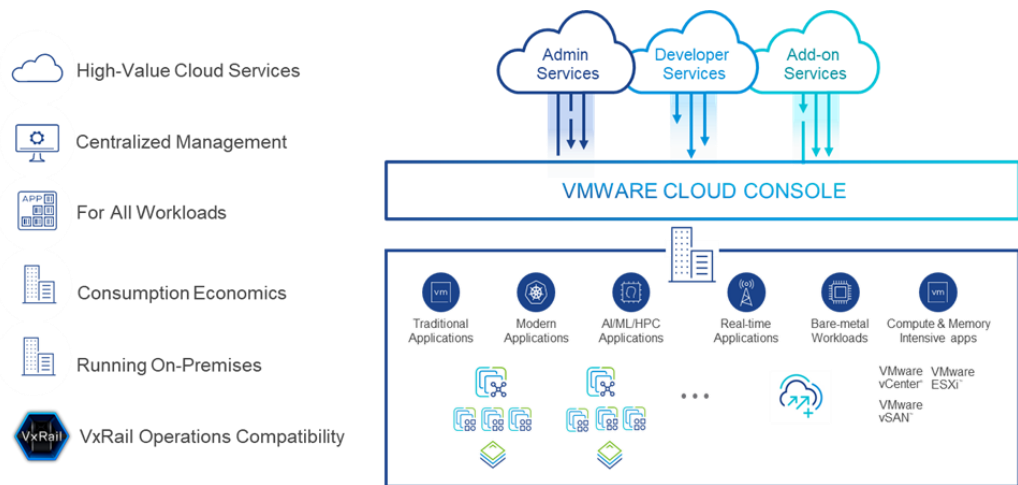 High-Value Cloud Services
Centralized Management
APP
For All Workloads
Consumption Economics
Running On-Premises
VxRail
VxRail Operations Compatibility
Admin
Services
Developer
Services
Add-on
Services
VMWARE CLOUD CONSOLE
vm
vm
Traditional
Applications
Modern
Applications
AI/ML/HPC
Applications
Real-time
Applications
Bare-metal
Workloads
Compute & Memory
Intensive apps
VMware
vCenter®
VMware
ESXi™
VMware
vSAN™